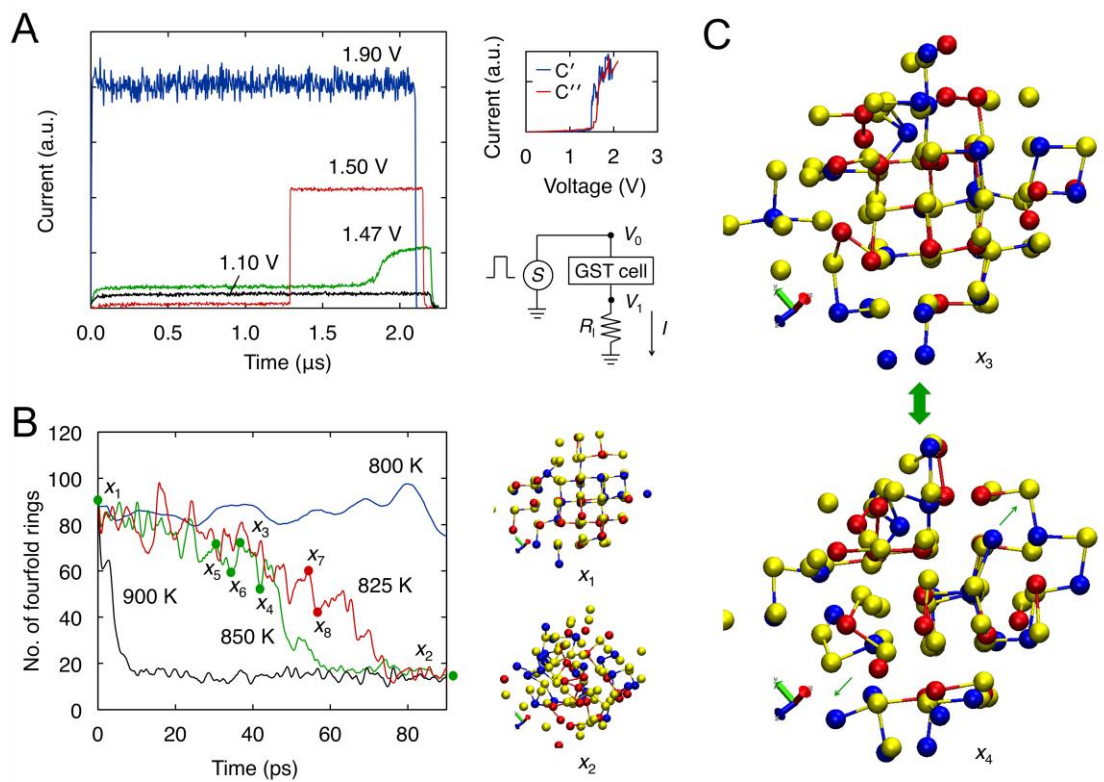 A
Current (a.u.)
1.90 V
1.50 V
1.47 V
1.10 V
0.0 0.5 1.0 1.5 2.0
Time (μs)
Current (a.u.)
C′
C′′
0 1 2 3
Voltage (V)
V0
S
GST cell
V1
Rl
I
B
No. of fourfold rings
120
100
80
60
40
20
0
x1
800 K
x3
x7
x5
x6
x4
825 K
900 K
x8
850 K
x2
0 20 40 60 80
Time (ps)
x1
x2
C
x3
x4